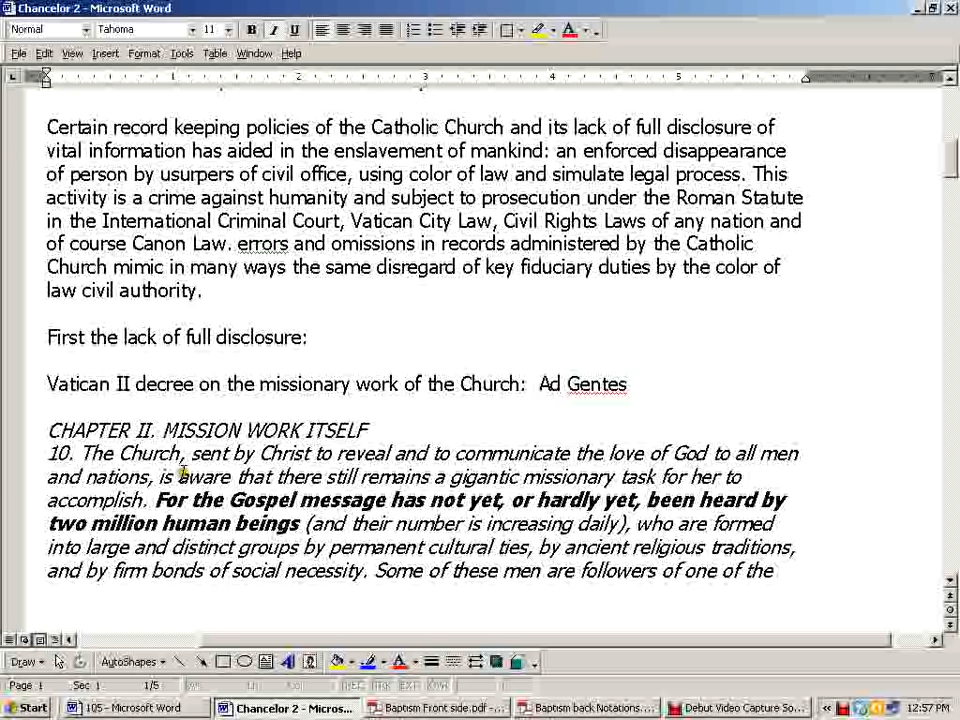 Chancelor 2 - Microsoft Word
Normal Tahoma 11 B I U
File Edit View Insert Format Tools Table Window Help
1 2 3 4 5 7
Certain record keeping policies of the Catholic Church and its lack of full disclosure of
vital information has aided in the enslavement of mankind: an enforced disappearance
of person by usurpers of civil office, using color of law and simulate legal process. This
activity is a crime against humanity and subject to prosecution under the Roman Statute
in the International Criminal Court, Vatican City Law, Civil Rights Laws of any nation and
of course Canon Law. errors and omissions in records administered by the Catholic
Church mimic in many ways the same disregard of key fiduciary duties by the color of
law civil authority.
First the lack of full disclosure:
Vatican II decree on the missionary work of the Church: Ad Gentes
CHAPTER II. MISSION WORK ITSELF
10. The Church, sent by Christ to reveal and to communicate the love of God to all men
and nations, is aware that there still remains a gigantic missionary task for her to
accomplish. For the Gospel message has not yet, or hardly yet, been heard by
two million human beings (and their number is increasing daily), who are formed
into large and distinct groups by permanent cultural ties, by ancient religious traditions,
and by firm bonds of social necessity. Some of these men are followers of one of the
Draw AutoShapes
Page 1 Sec 1 1/5 REC TRK EXT OVR
Start 105 - Microsoft Word Chancelor 2 - Micros... Baptism Front side.pdf -... Baptism back Notations.... Debut Video Capture So... « 12:57 PM